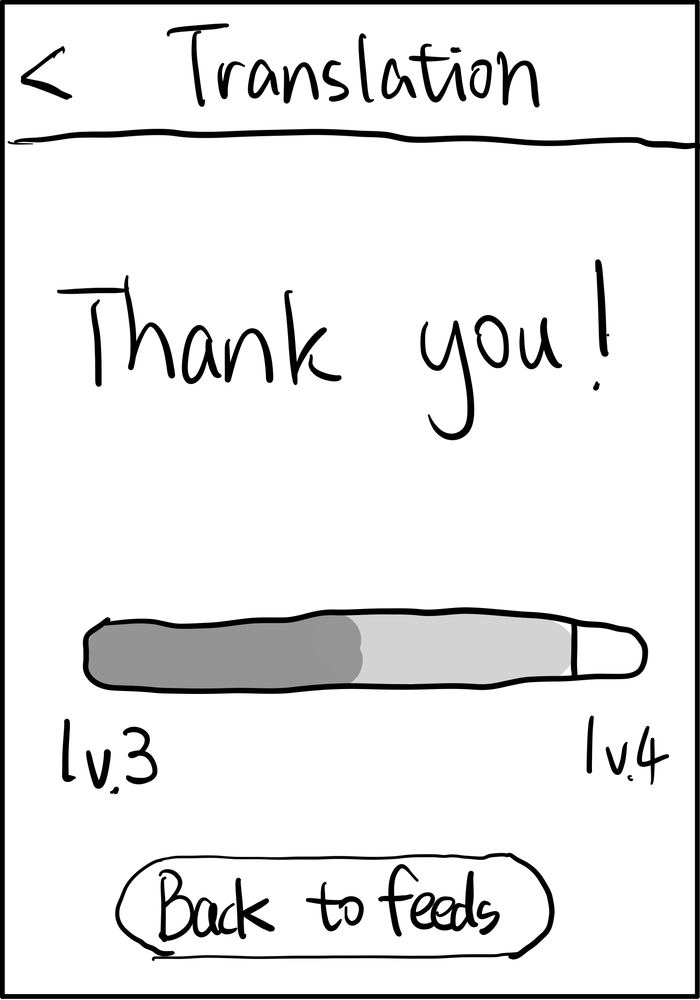 < Translation
Thank you!
lv.3
lv.4
Back to feeds